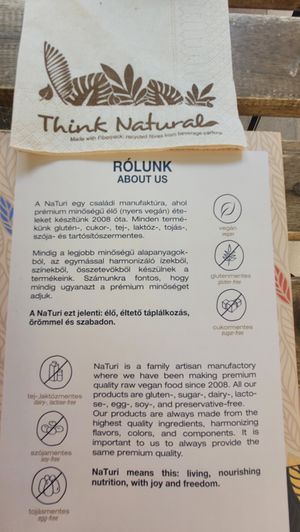 Think Natural
Made with Fiberpack: recycled fibres from beverage cartons
RÓLUNK
ABOUT US
A NaTuri egy családi manufaktúra, ahol
prémium minőségű élő (nyers vegán) éte-
leket készítünk 2008 óta. Minden termé-
künk glutén-, cukor-, tej-, laktóz-, tojás-,
szója- és tartósítószermentes.
Mindig a legjobb minőségű alapanyagok-
ból, az egymással harmonizáló ízekből,
színekből, összetevőkből készülnek a
termékeink. Számunkra fontos, hogy
mindig ugyanazt a prémium minőséget
adjuk.
A NaTuri ezt jelenti: élő, éltető táplálkozás,
örömmel és szabadon.
vegán
vegan
gluténmentes
gluten-free
cukormentes
sugar-free
tej-,laktózmentes
dairy-, lactose-free
szójamentes
soy-free
tojásmentes
egg-free
NaTuri is a family artisan manufactory
where we have been making premium
quality raw vegan food since 2008. All our
products are gluten-, sugar-, dairy-, lacto-
se-, egg-, soy-, and preservative-free.
Our products are always made from the
highest quality ingredients, harmonizing
flavors, colors, and components. It is
important to us to always provide the
same premium quality.
NaTuri means this: living, nourishing
nutrition, with joy and freedom.